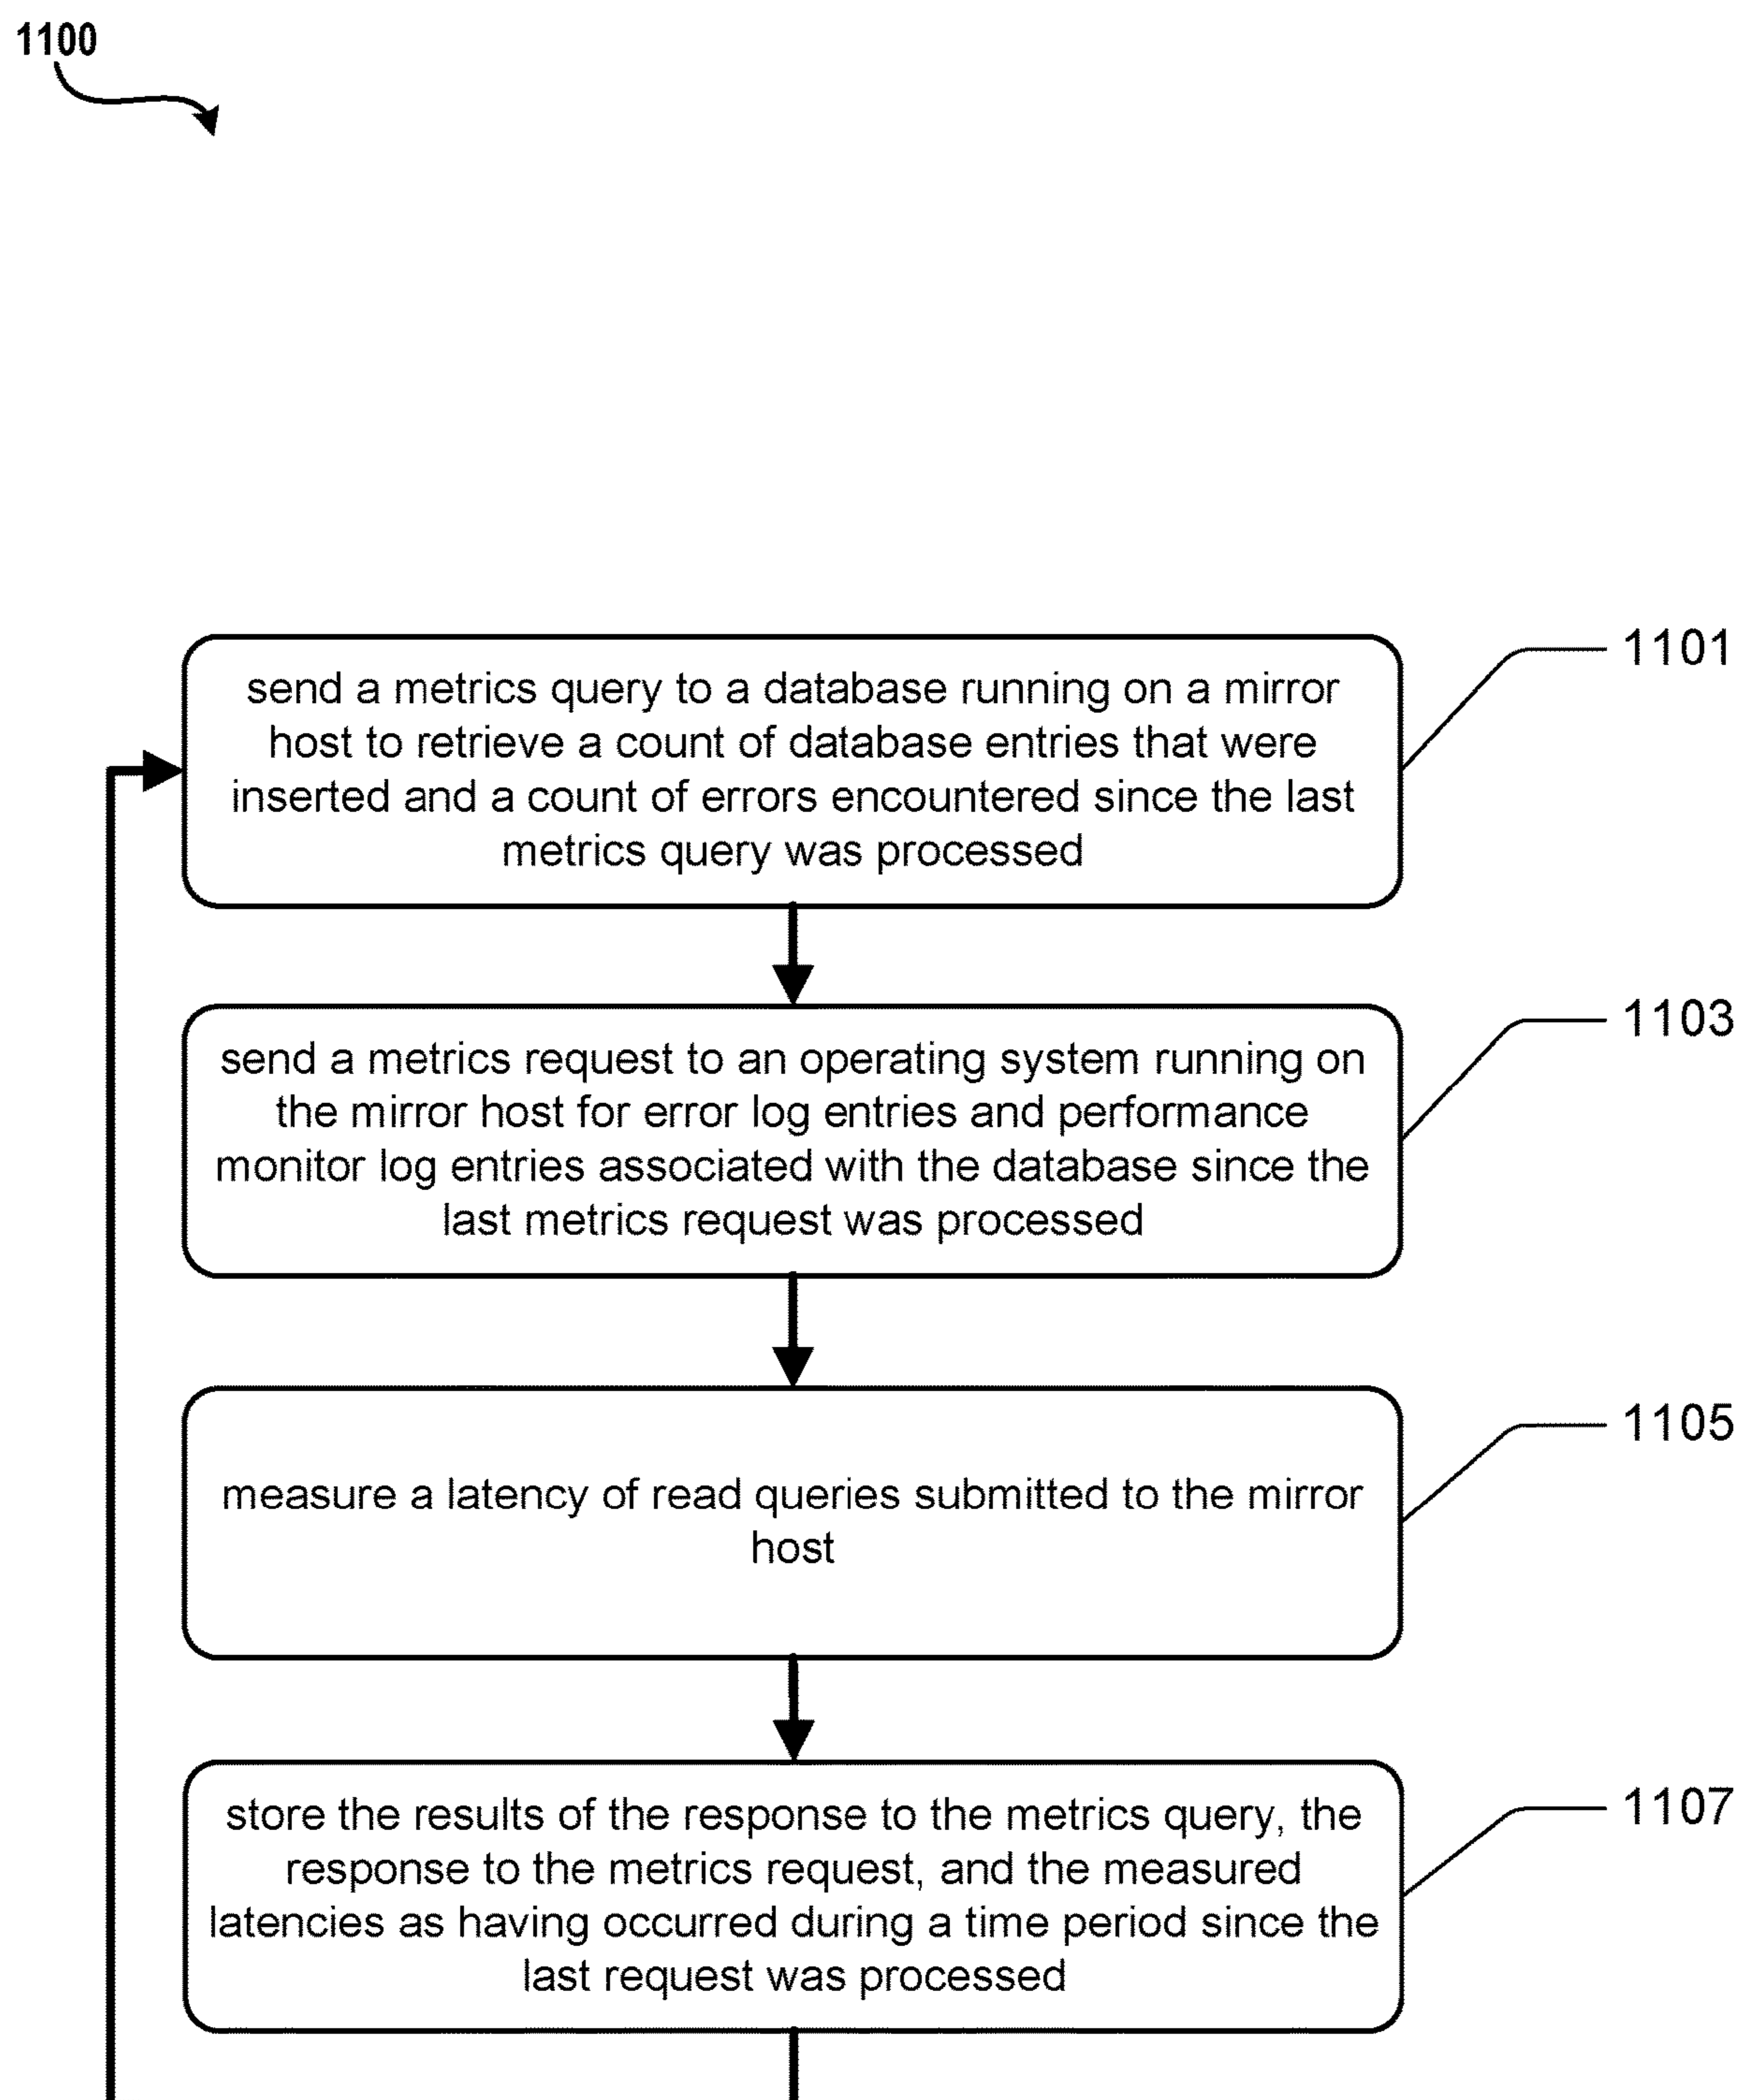 1100
send a metrics query to a database running on a mirror
host to retrieve a count of database entries that were
inserted and a count of errors encountered since the last
metrics query was processed
1101
send a metrics request to an operating system running on
the mirror host for error log entries and performance
monitor log entries associated with the database since the
last metrics request was processed
1103
measure a latency of read queries submitted to the mirror
host
1105
store the results of the response to the metrics query, the
response to the metrics request, and the measured
latencies as having occurred during a time period since the
last request was processed
1107